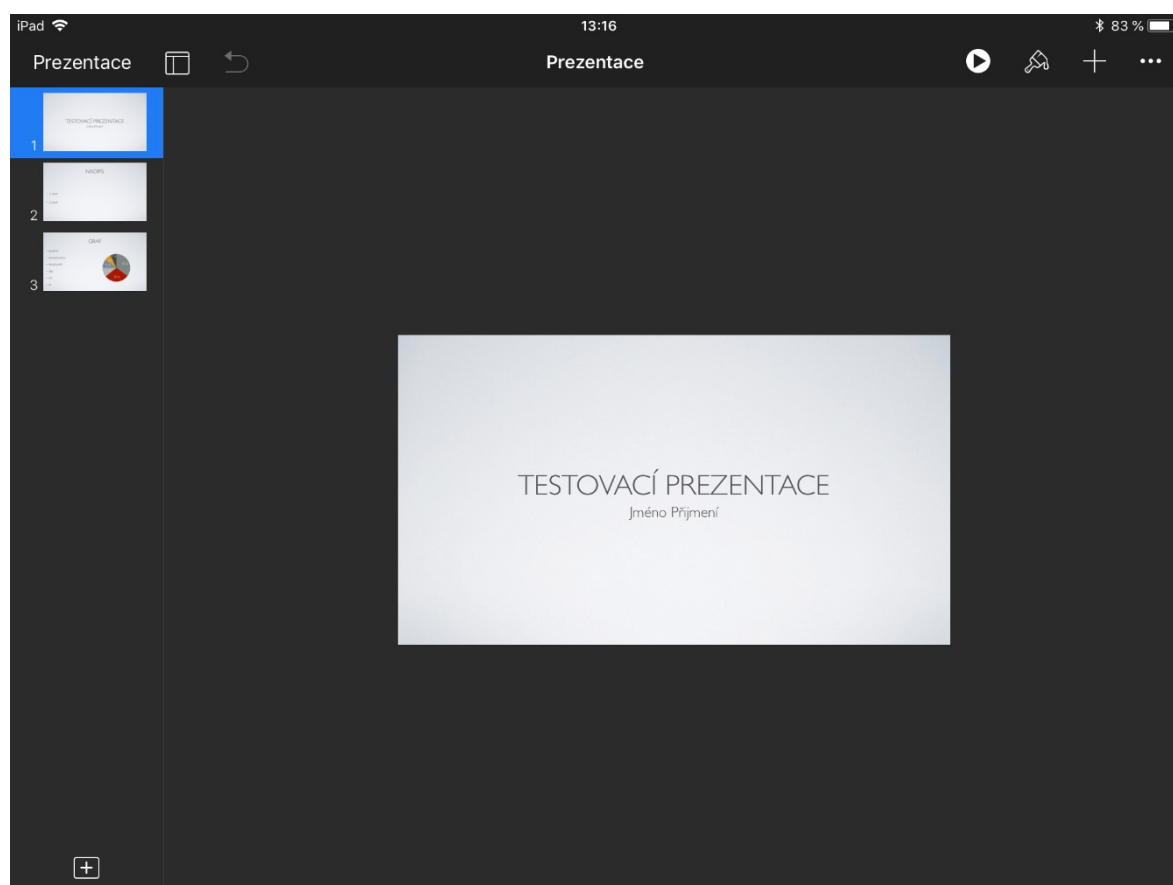 iPad 13:16 83 %
Prezentace Prezentace
TESTOVACÍ PREZENTACE
1
NADPIS
2
GRAF
3
TESTOVACÍ PREZENTACE
Jméno Příjmení